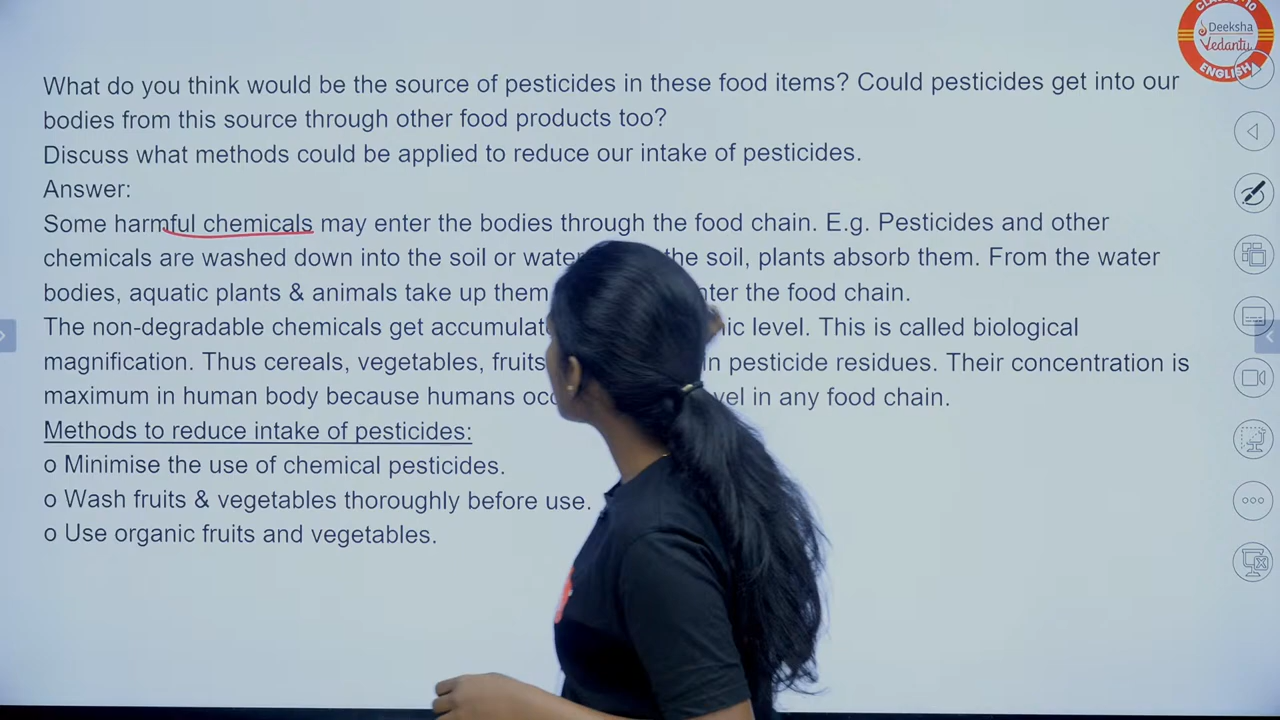 What do you think would be the source of pesticides in these food items? Could pesticides get into our
bodies from this source through other food products too?
Discuss what methods could be applied to reduce our intake of pesticides.
Answer:
Some harmful chemicals may enter the bodies through the food chain. E.g. Pesticides and other
chemicals are washed down into the soil or water the soil, plants absorb them. From the water
bodies, aquatic plants & animals take up them the food chain.
The non-degradable chemicals get level. This is called biological
magnification. Thus cereals, vegetables, fruits pesticide residues. Their concentration is
maximum in human body because humans in any food chain.
Methods to reduce intake of pesticides:
o Minimise the use of chemical pesticides.
o Wash fruits & vegetables thoroughly before use.
o Use organic fruits and vegetables.
Deeksha
Vedantu
ENGLISH